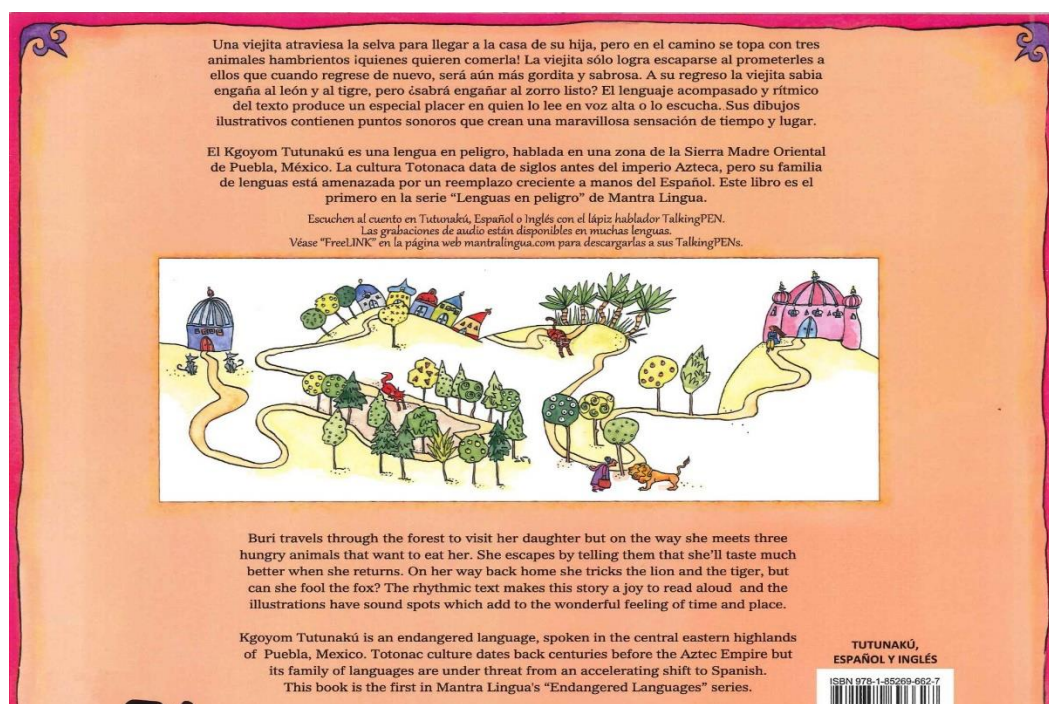 Una viejita atraviesa la selva para llegar a la casa de su hija, pero en el camino se topa con tres
animales hambrientos ¡quienes quieren comerla! La viejita sólo logra escaparse al prometerles a
ellos que cuando regrese de nuevo, será aún más gordita y sabrosa. A su regreso la viejita sabia
engaña al león y al tigre, pero ¿sabrá engañar al zorro listo? El lenguaje acompasado y rítmico
del texto produce un especial placer en quien lo lee en voz alta o lo escucha. Sus dibujos
ilustrativos contienen puntos sonoros que crean una maravillosa sensación de tiempo y lugar.
El Kgoyom Tutunakú es una lengua en peligro, hablada en una zona de la Sierra Madre Oriental
de Puebla, México. La cultura Totonaca data de siglos antes del imperio Azteca, pero su familia
de lenguas está amenazada por un reemplazo creciente a manos del Español. Este libro es el
primero en la serie “Lenguas en peligro” de Mantra Lingua.
Escuchen al cuento en Tutunakú, Español o Inglés con el lápiz hablador TalkingPEN.
Las grabaciones de audio están disponibles en muchas lenguas.
Véase “FreeLINK” en la página web mantralingua.com para descargarlas a sus TalkingPENs.
Buri travels through the forest to visit her daughter but on the way she meets three
hungry animals that want to eat her. She escapes by telling them that she’ll taste much
better when she returns. On her way back home she tricks the lion and the tiger, but
can she fool the fox? The rhythmic text makes this story a joy to read aloud and the
illustrations have sound spots which add to the wonderful feeling of time and place.
Kgoyom Tutunakú is an endangered language, spoken in the central eastern highlands
of Puebla, Mexico. Totonac culture dates back centuries before the Aztec Empire but
its family of languages are under threat from an accelerating shift to Spanish.
This book is the first in Mantra Lingua's “Endangered Languages” series.
TUTUNAKÚ,
ESPAÑOL Y INGLÉS
ISBN 978-1-85269-662-7